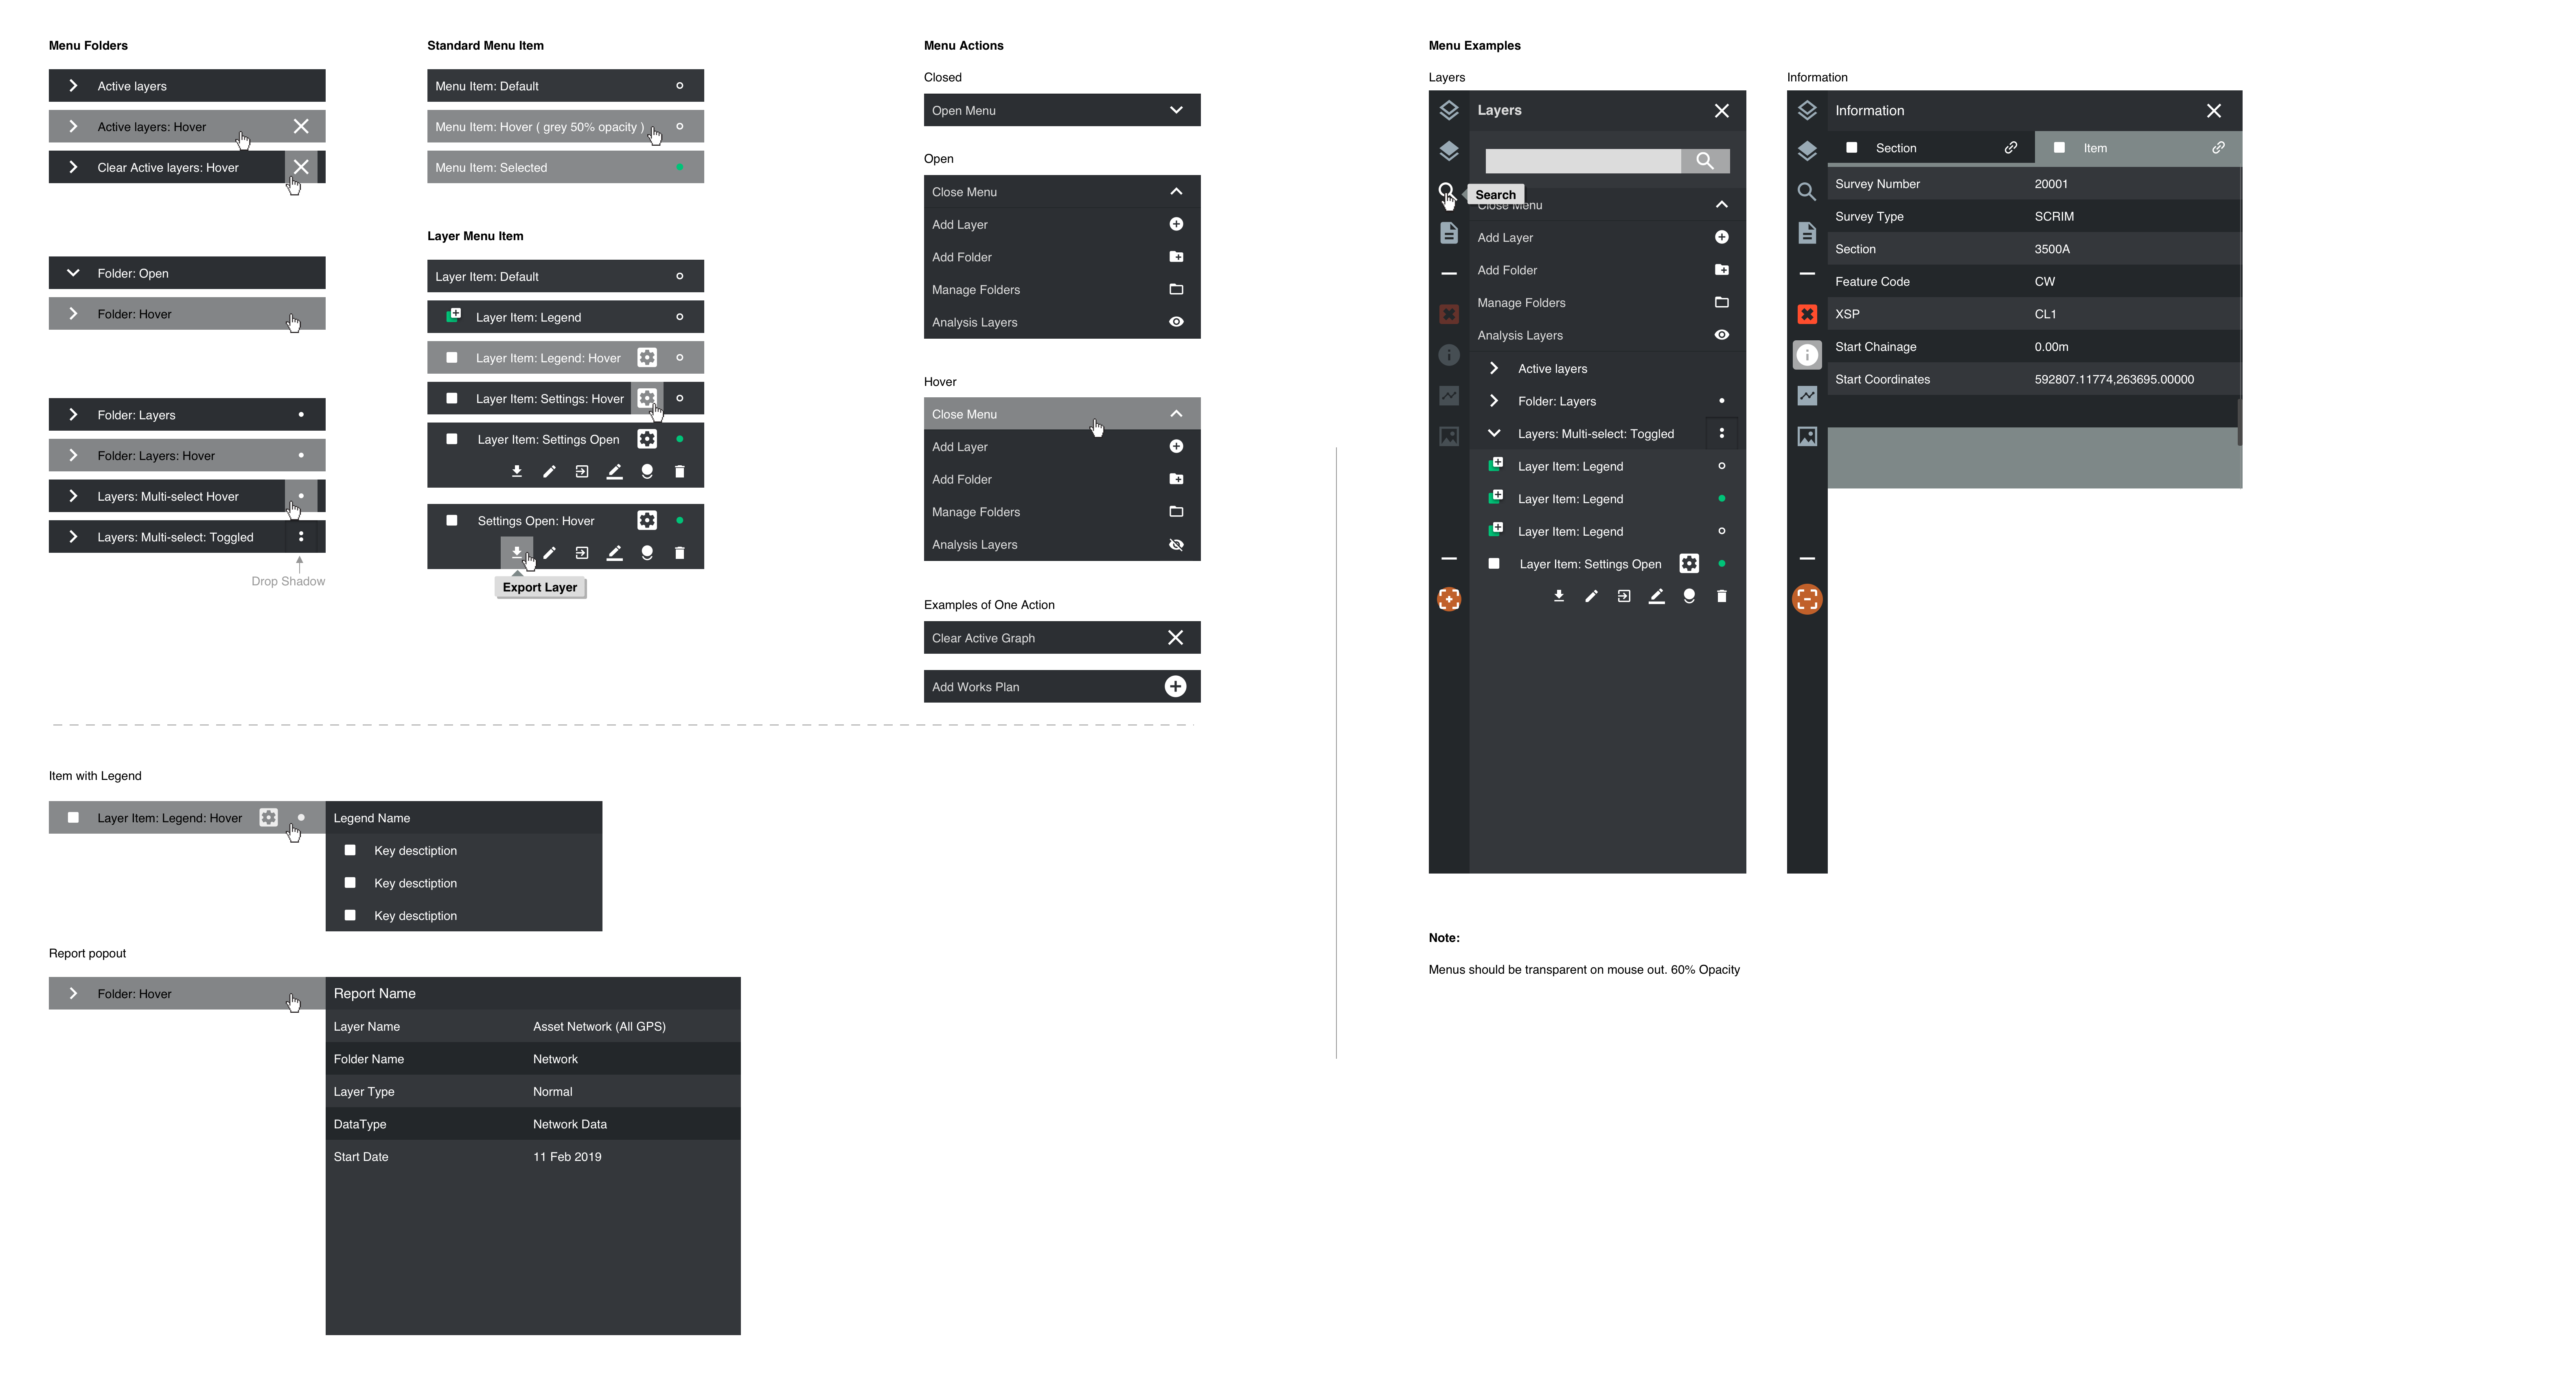 Menu Folders
Active layers
Active layers: Hover
Clear Active layers: Hover
Folder: Open
Folder: Hover
Folder: Layers
Folder: Layers: Hover
Layers: Multi-select Hover
Layers: Multi-select: Toggled
Drop Shadow
Standard Menu Item
Menu Item: Default
Menu Item: Hover ( grey 50% opacity )
Menu Item: Selected
Layer Menu Item
Layer Item: Default
Layer Item: Legend
Layer Item: Legend: Hover
Layer Item: Settings: Hover
Layer Item: Settings Open
Settings Open: Hover
Export Layer
Menu Actions
Closed
Open Menu
Open
Close Menu
Add Layer
Add Folder
Manage Folders
Analysis Layers
Hover
Close Menu
Add Layer
Add Folder
Manage Folders
Analysis Layers
Examples of One Action
Clear Active Graph
Add Works Plan
Item with Legend
Layer Item: Legend: Hover
Legend Name
Key desctiption
Key desctiption
Key desctiption
Report popout
Folder: Hover
Report Name
Layer Name Asset Network (All GPS)
Folder Name Network
Layer Type Normal
DataType Network Data
Start Date 11 Feb 2019
Menu Examples
Layers
Layers
Search
Close Menu
Add Layer
Add Folder
Manage Folders
Analysis Layers
Active layers
Folder: Layers
Layers: Multi-select: Toggled
Layer Item: Legend
Layer Item: Legend
Layer Item: Legend
Layer Item: Settings Open
Information
Information
Section Item
Survey Number 20001
Survey Type SCRIM
Section 3500A
Feature Code CW
XSP CL1
Start Chainage 0.00m
Start Coordinates 592807.11774,263695.00000
Note:
Menus should be transparent on mouse out. 60% Opacity